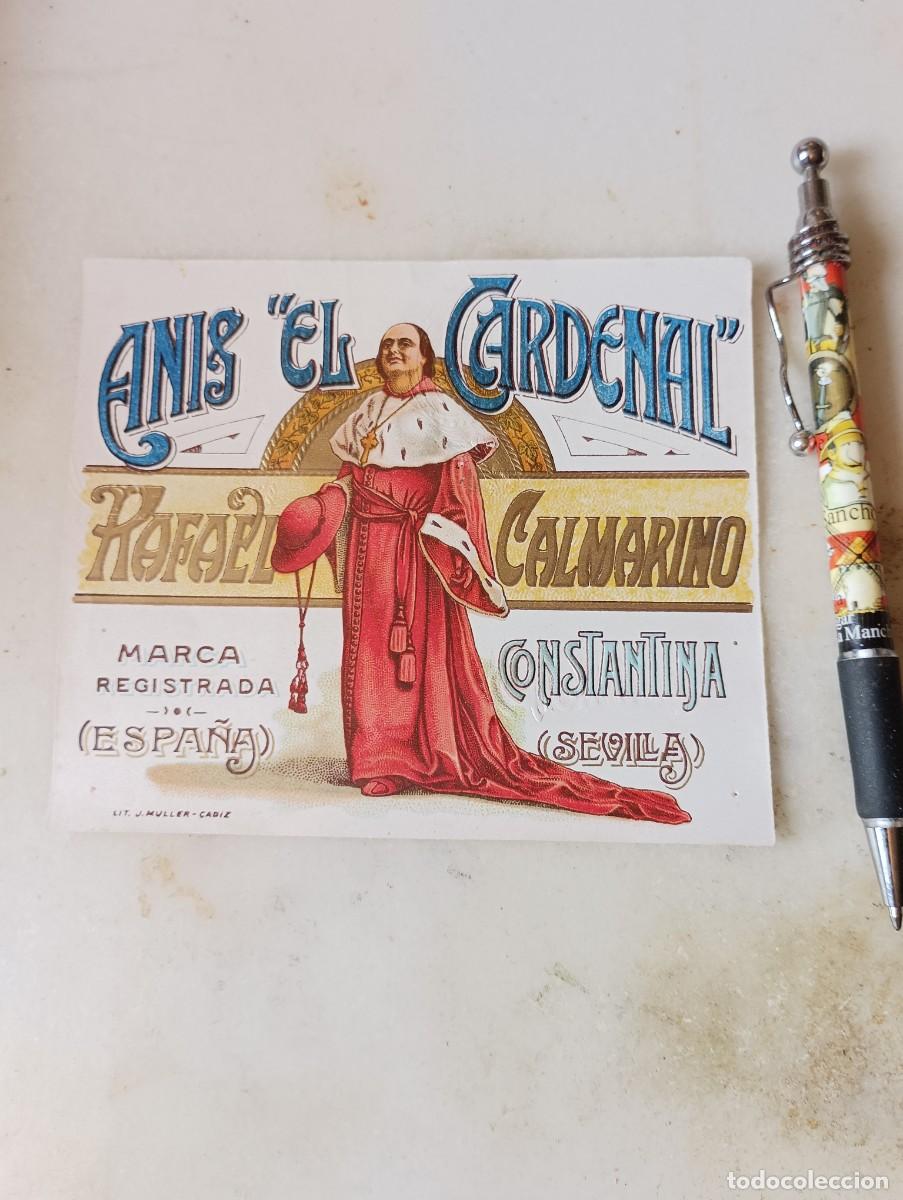 ANIS "EL CARDENAL"
RAFAEL CALMARINO
MARCA
REGISTRADA
(ESPAÑA)
CONSTANTINA
(SEVILLA)
LIT. J. MULLER - CADIZ
todocoleccion